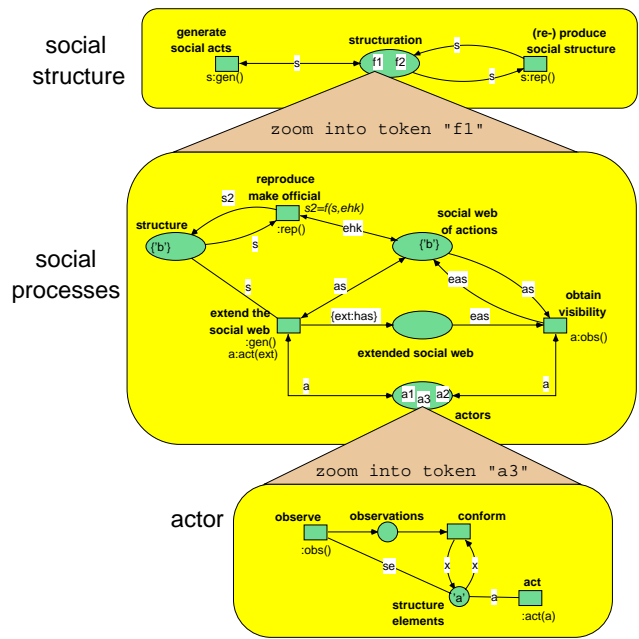 social
structure
generate
social acts
s:gen()
s
structuration
f1 f2
s
s
(re-) produce
social structure
s:rep()
zoom into token "f1"
social
processes
reproduce
make official
s2=f(s,ehk)
:rep()
s2
structure
{'b'}
s
ehk
social web
of actions
{'b'}
s
as
eas
as
extend the
social web
:gen()
a:act(ext)
{ext:has}
eas
extended social web
obtain
visibility
a:obs()
a
a1 a3 a2
a
actors
zoom into token "a3"
actor
observe
:obs()
observations
conform
se
x
x
'a'
a
structure
elements
act
:act(a)